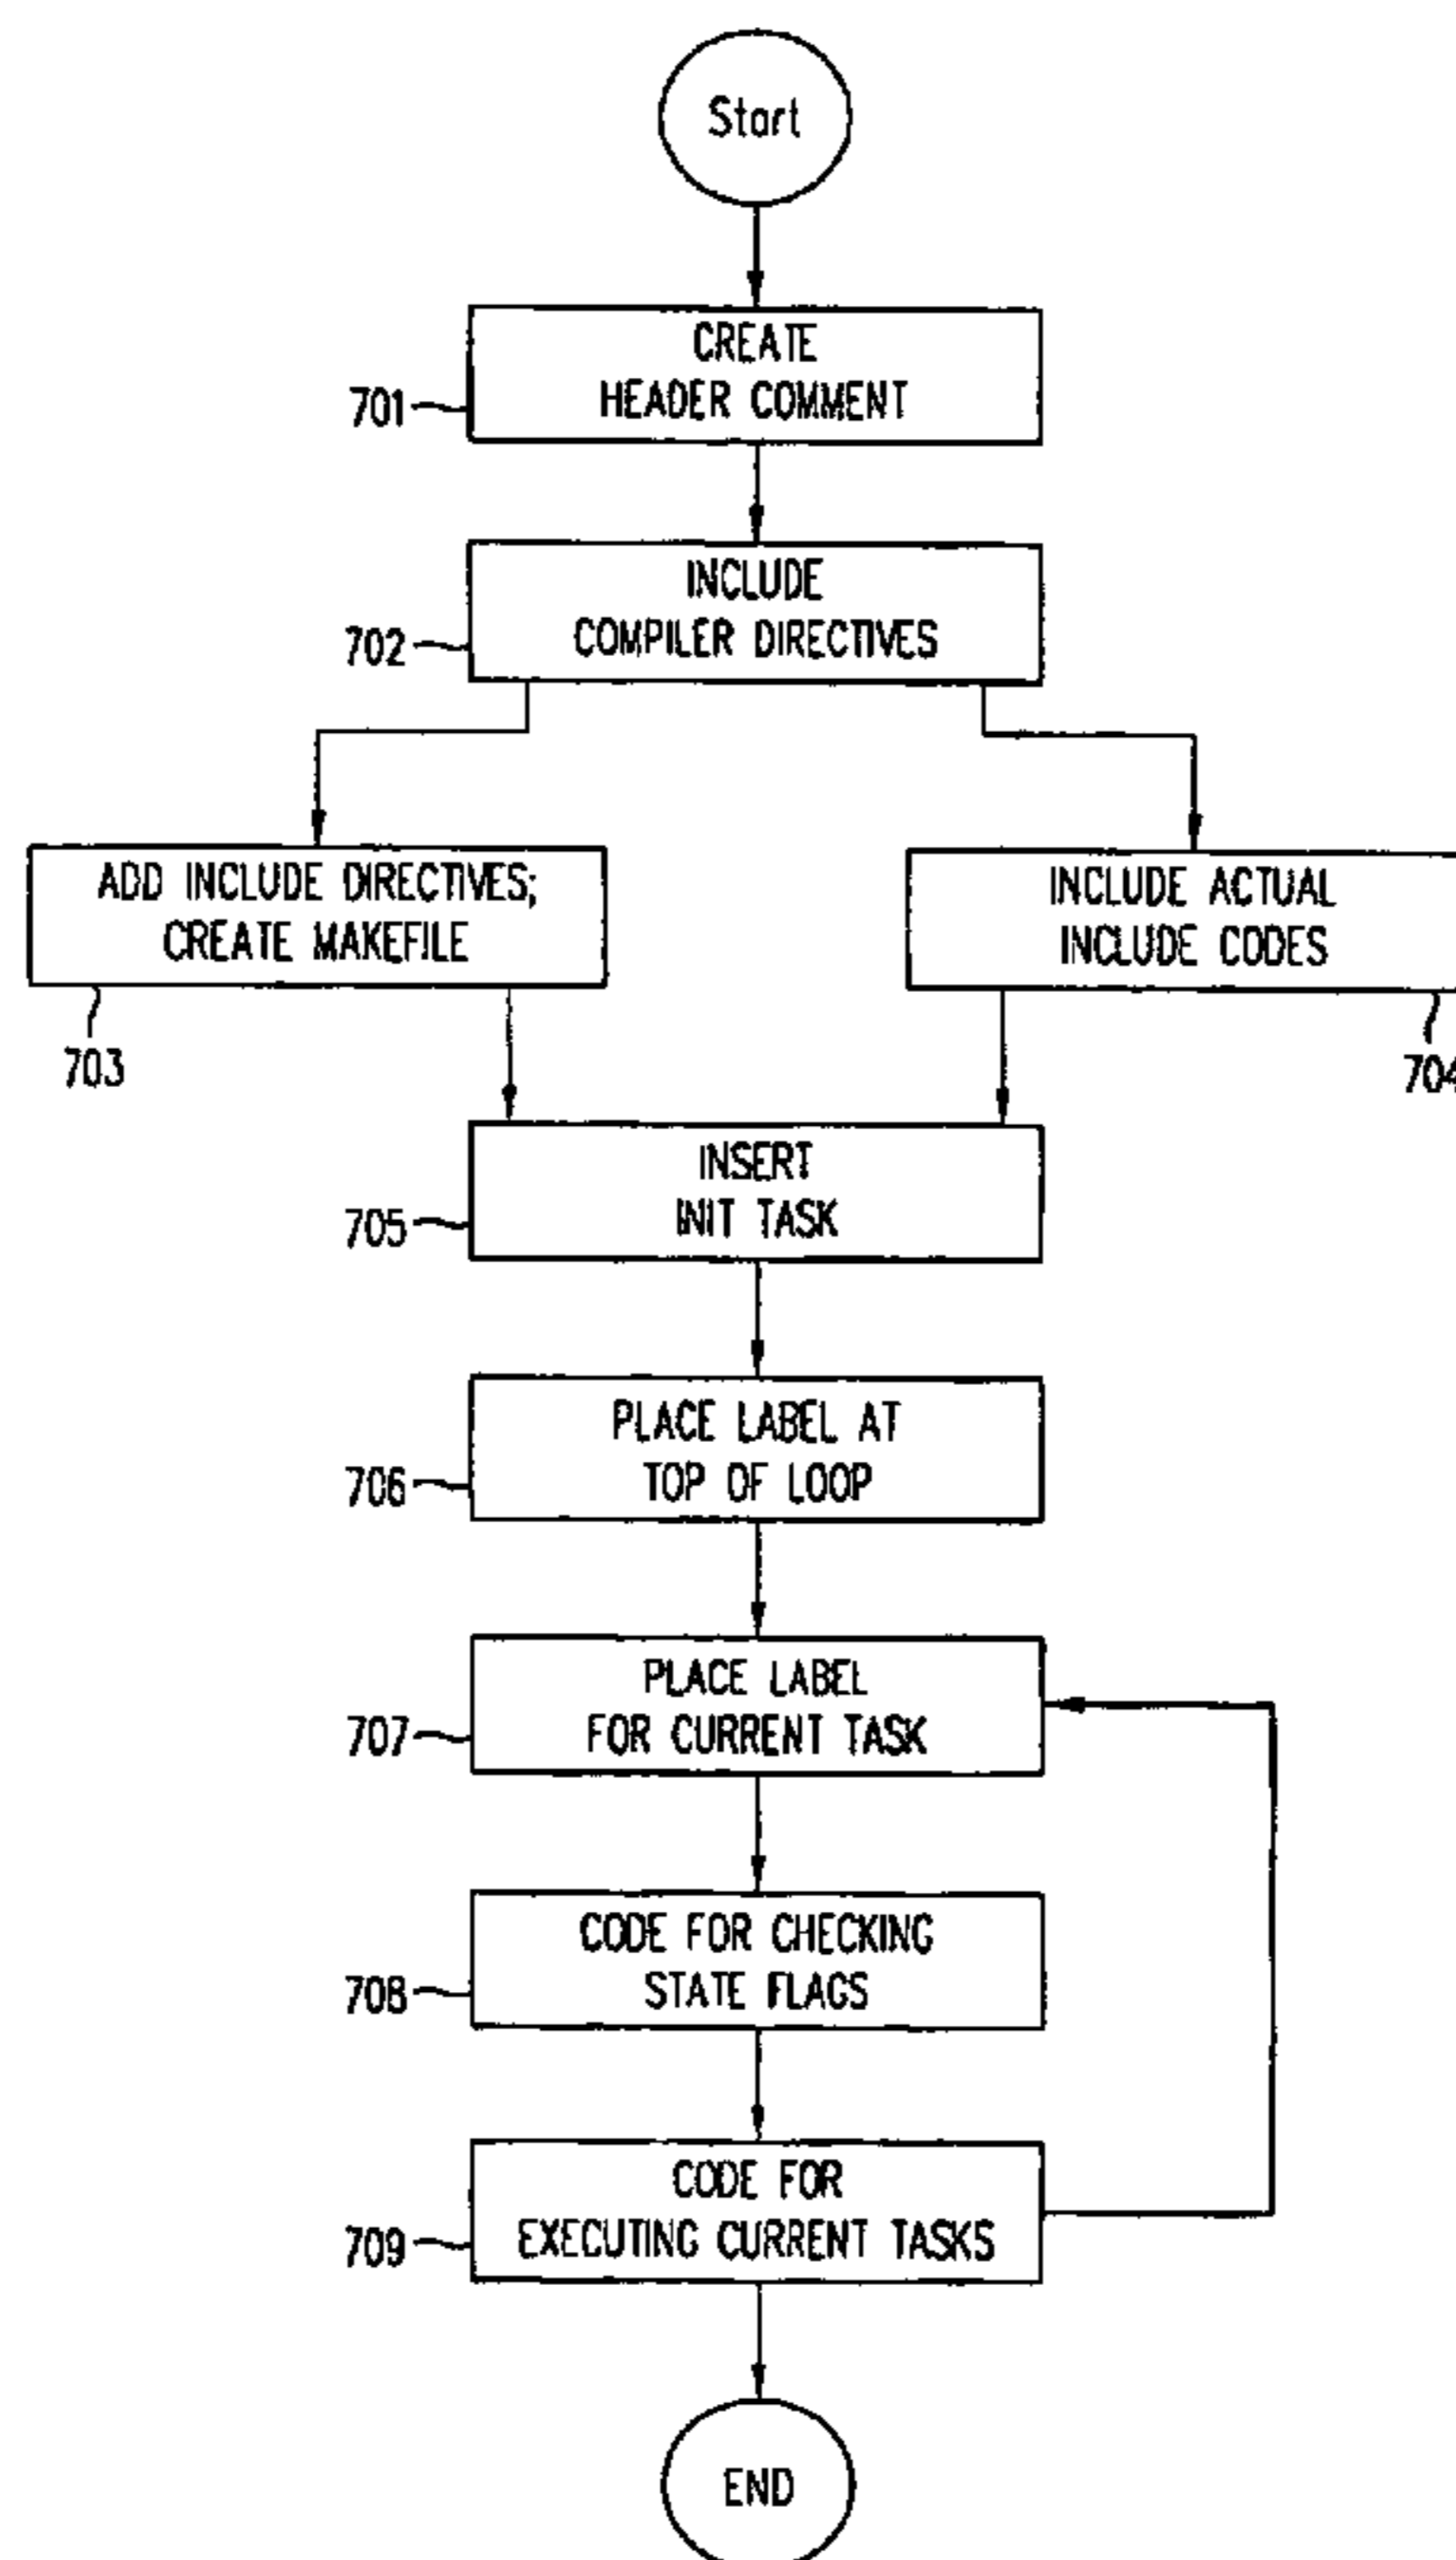 Start
CREATE
HEADER COMMENT
701
INCLUDE
COMPILER DIRECTIVES
702
ADD INCLUDE DIRECTIVES;
CREATE MAKEFILE
703
INCLUDE ACTUAL
INCLUDE CODES
704
INSERT
INIT TASK
705
PLACE LABEL AT
TOP OF LOOP
706
PLACE LABEL
FOR CURRENT TASK
707
CODE FOR CHECKING
STATE FLAGS
708
CODE FOR
EXECUTING CURRENT TASKS
709
END